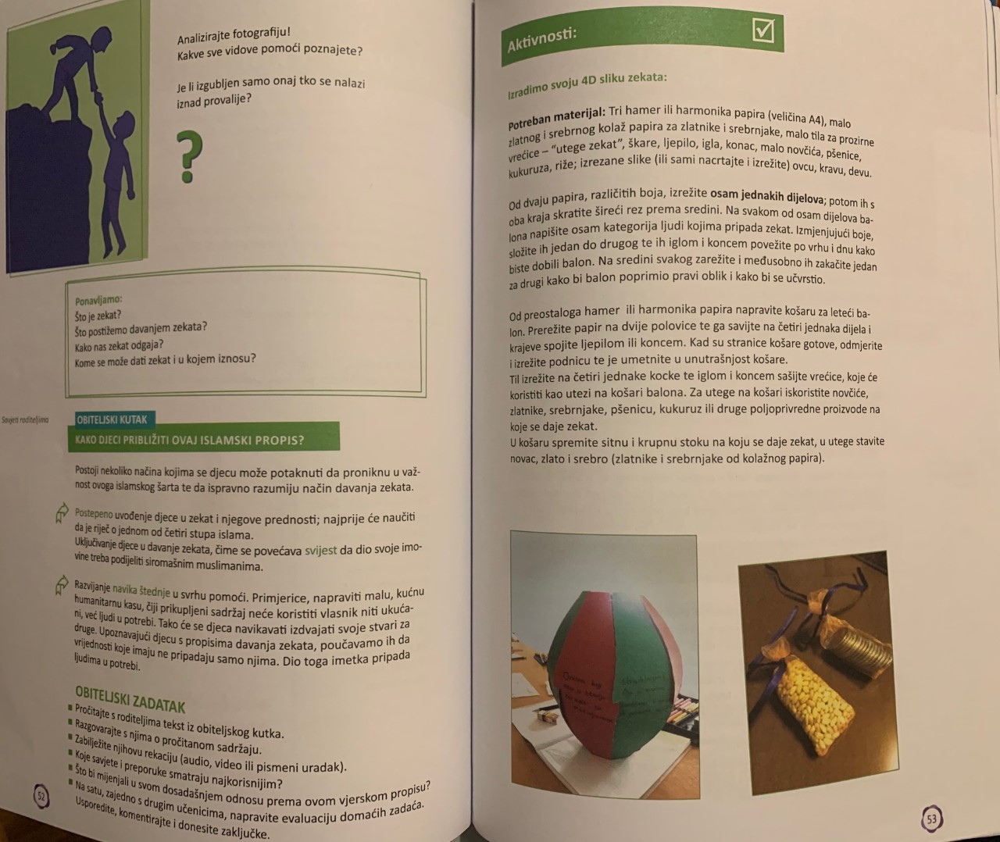 Analizirajte fotografiju!
Kakve sve vidove pomoći poznajete?
Je li izgubljen samo onaj tko se nalazi
iznad provalije?
?
Ponavljamo:
Što je zekat?
Što postižemo davanjem zekata?
Kako nas zekat odgaja?
Kome se može dati zekat i u kojem iznosu?
Savjeti roditeljima
OBITELJSKI KUTAK
KAKO DJECI PRIBLIŽITI OVAJ ISLAMSKI PROPIS?
Postoji nekoliko načina kojima se djecu može potaknuti da proniknu u važ-
nost ovoga islamskog šarta te da ispravno razumiju način davanja zekata.
Postepeno uvođenje djece u zekat i njegove prednosti; najprije će naučiti
da je riječ o jednom od četiri stupa islama.
Uključivanje djece u davanje zekata, čime se povećava svijest da dio svoje imo-
vine treba podijeliti siromašnim muslimanima.
Razvijanje navika štednje u svrhu pomoći. Primjerice, napraviti malu, kućnu
humanitarnu kasu, čiji prikupljeni sadržaj neće koristiti vlasnik niti ukuća-
ni, već ljudi u potrebi. Tako će se djeca navikavati izdvajati svoje stvari za
druge. Upoznavajući djecu s propisima davanja zekata, poučavamo ih da
vrijednosti koje imaju ne pripadaju samo njima. Dio toga imetka pripada
ljudima u potrebi.
OBITELJSKI ZADATAK
Pročitajte s roditeljima tekst iz obiteljskog kutka.
Razgovarajte s njima o pročitanom sadržaju.
Zabilježite njihovu rekaciju (audio, video ili pismeni uradak).
Koje savjete i preporuke smatraju najkorisnijim?
Što bi mijenjali u svom dosadašnjem odnosu prema ovom vjerskom propisu?
Na satu, zajedno s drugim učenicima, napravite evaluaciju domaćih zadaća.
Usporedite, komentirajte i donesite zaključke.
52
Aktivnosti:
Izradimo svoju 4D sliku zekata:
Potreban materijal: Tri hamer ili harmonika papira (veličina A4), malo
zlatnog i srebrnog kolaž papira za zlatnike i srebrnjake, malo tila za prozirne
vrećice – “utege zekat”, škare, ljepilo, igla, konac, malo novčića, pšenice,
kukuruza, riže; izrezane slike (ili sami nacrtajte i izrežite) ovcu, kravu, devu.
Od dvaju papira, različitih boja, izrežite osam jednakih dijelova; potom ih s
oba kraja skratite šireći rez prema sredini. Na svakom od osam dijelova ba-
lona napišite osam kategorija ljudi kojima pripada zekat. Izmjenjujući boje,
složite ih jedan do drugog te ih iglom i koncem povežite po vrhu i dnu kako
biste dobili balon. Na sredini svakog zarežite i međusobno ih zakačite jedan
za drugi kako bi balon poprimio pravi oblik i kako bi se učvrstio.
Od preostaloga hamer ili harmonika papira napravite košaru za leteći ba-
lon. Prerežite papir na dvije polovice te ga savijte na četiri jednaka dijela i
krajeve spojite ljepilom ili koncem. Kad su stranice košare gotove, odmjerite
i izrežite podnicu te je umetnite u unutrašnjost košare.
Til izrežite na četiri jednake kocke te iglom i koncem sašijte vrećice, koje će
koristiti kao utezi na košari balona. Za utege na košari iskoristite novčiće,
zlatnike, srebrnjake, pšenicu, kukuruz ili druge poljoprivredne proizvode na
koje se daje zekat.
U košaru spremite sitnu i krupnu stoku na koju se daje zekat, u utege stavite
novac, zlato i srebro (zlatnike i srebrnjake od kolažnog papira).
53